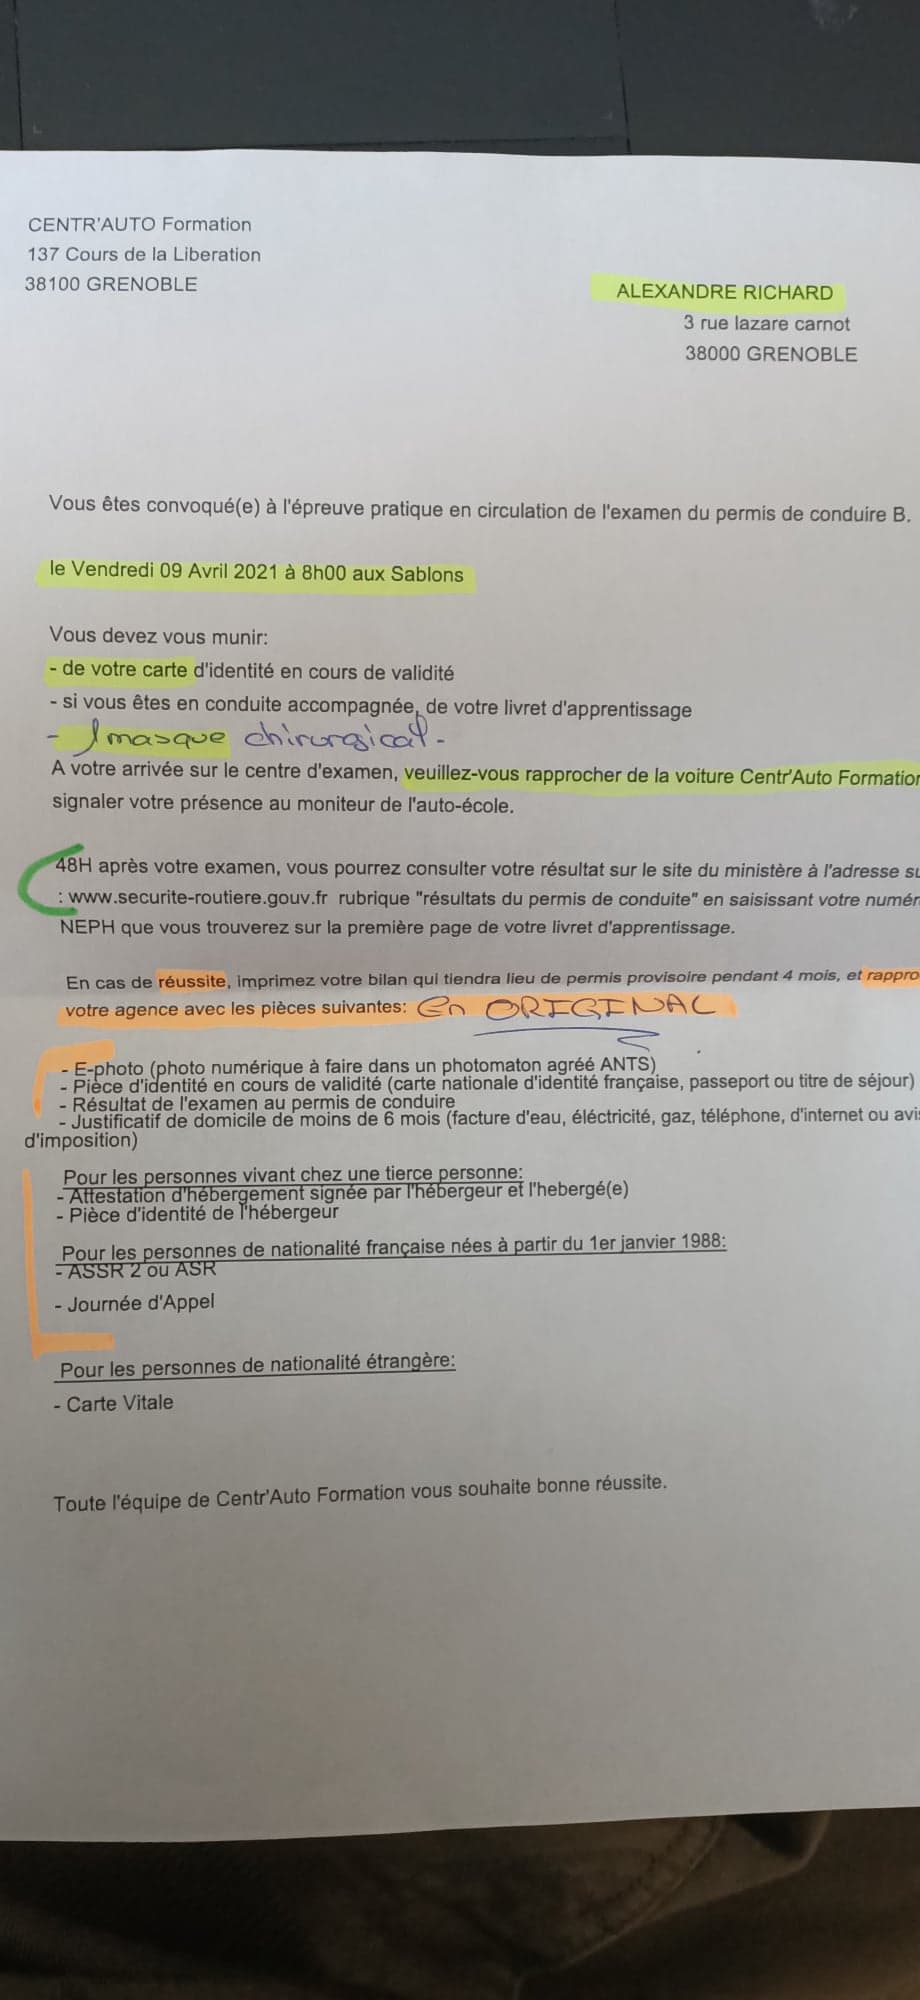 CENTR'AUTO Formation
137 Cours de la Liberation
38100 GRENOBLE
ALEXANDRE RICHARD
3 rue lazare carnot
38000 GRENOBLE
Vous êtes convoqué(e) à l'épreuve pratique en circulation de l'examen du permis de conduire B.
le Vendredi 09 Avril 2021 à 8h00 aux Sablons
Vous devez vous munir:
- de votre carte d'identité en cours de validité
- si vous êtes en conduite accompagnée, de votre livret d'apprentissage
- 1 masque chirurgical.
A votre arrivée sur le centre d'examen, veuillez-vous rapprocher de la voiture Centr'Auto Formation
signaler votre présence au moniteur de l'auto-école.
48H après votre examen, vous pourrez consulter votre résultat sur le site du ministère à l'adresse su
: www.securite-routiere.gouv.fr rubrique "résultats du permis de conduite" en saisissant votre numér
NEPH que vous trouverez sur la première page de votre livret d'apprentissage.
En cas de réussite, imprimez votre bilan qui tiendra lieu de permis provisoire pendant 4 mois, et rappro
votre agence avec les pièces suivantes: En ORIGINAL
- E-photo (photo numérique à faire dans un photomaton agréé ANTS)
- Pièce d'identité en cours de validité (carte nationale d'identité française, passeport ou titre de séjour)
- Résultat de l'examen au permis de conduire
- Justificatif de domicile de moins de 6 mois (facture d'eau, éléctricité, gaz, téléphone, d'internet ou avis
d'imposition)
Pour les personnes vivant chez une tierce personne:
- Attestation d'hébergement signée par l'hébergeur et l'hebergé(e)
- Pièce d'identité de l'hébergeur
Pour les personnes de nationalité française nées à partir du 1er janvier 1988:
- ASSR 2 ou ASR
- Journée d'Appel
Pour les personnes de nationalité étrangère:
- Carte Vitale
Toute l'équipe de Centr'Auto Formation vous souhaite bonne réussite.